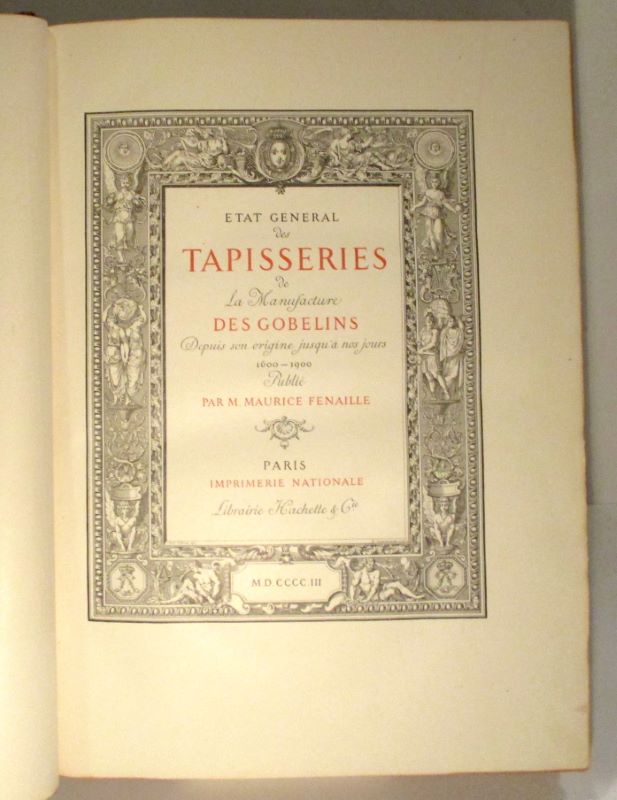 ETAT GENERAL
des
TAPISSERIES
de
La Manufacture
DES GOBELINS
Depuis son origine jusqu'à nos jours
1600 — 1900
Publié
PAR M. MAURICE FENAILLE
PARIS
IMPRIMERIE NATIONALE
Librairie Hachette & Cie
M.D.CCCC.III